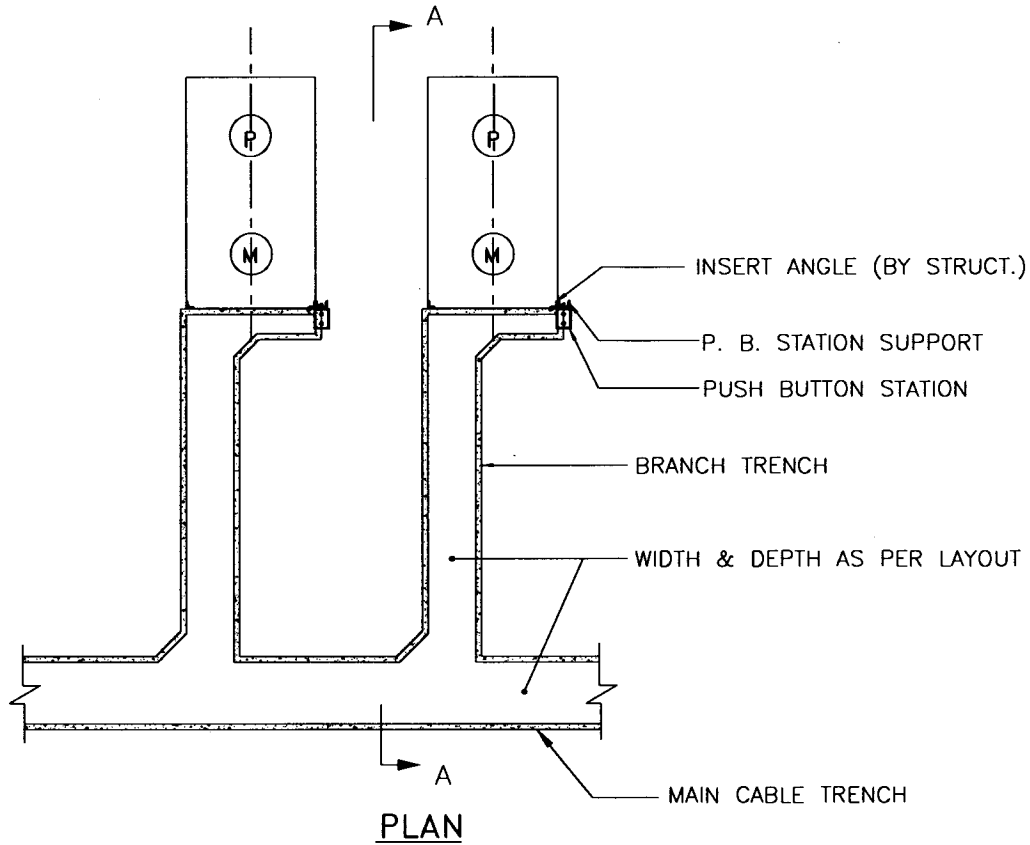 A
P
P
M
M
INSERT ANGLE (BY STRUCT.)
P. B. STATION SUPPORT
PUSH BUTTON STATION
BRANCH TRENCH
WIDTH & DEPTH AS PER LAYOUT
A
MAIN CABLE TRENCH
PLAN